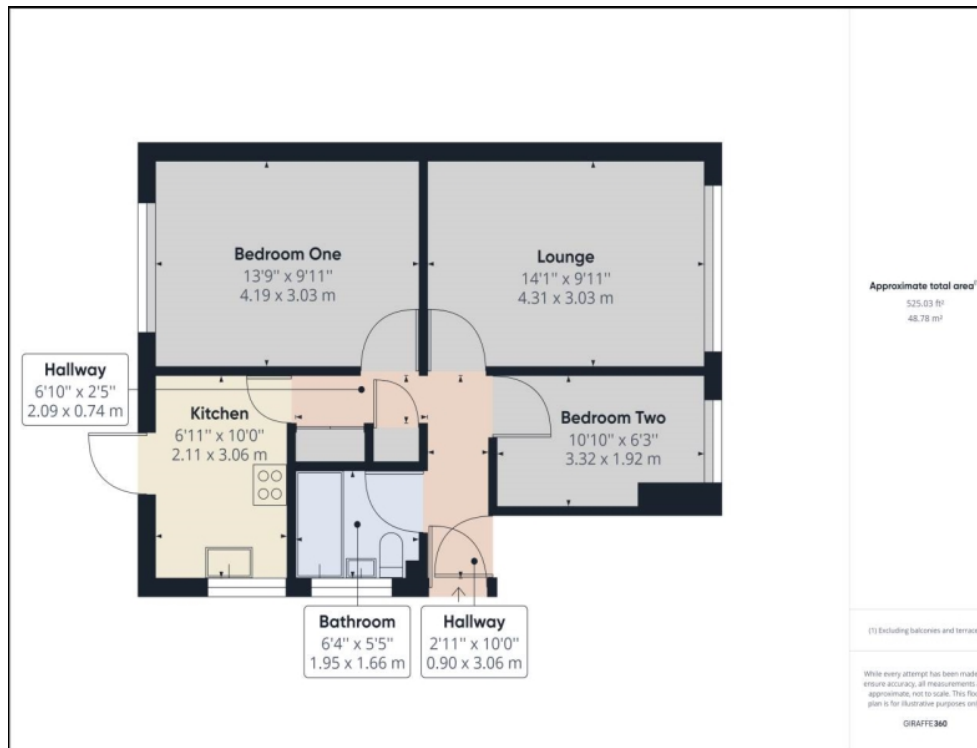 Bedroom One
13'9'' x 9'11''
4.19 x 3.03 m
Lounge
14'1'' x 9'11''
4.31 x 3.03 m
Hallway
6'10'' x 2'5''
2.09 x 0.74 m
Kitchen
6'11'' x 10'0''
2.11 x 3.06 m
Bedroom Two
10'10'' x 6'3''
3.32 x 1.92 m
Bathroom
6'4'' x 5'5''
1.95 x 1.66 m
Hallway
2'11'' x 10'0''
0.90 x 3.06 m
Approximate total area
525.03 ft²
48.78 m²
(1) Excluding balconies and terrace
While every attempt has been made
ensure accuracy, all measurements
approximate, not to scale. This
plan is for illustrative purposes
GIRAFFE360